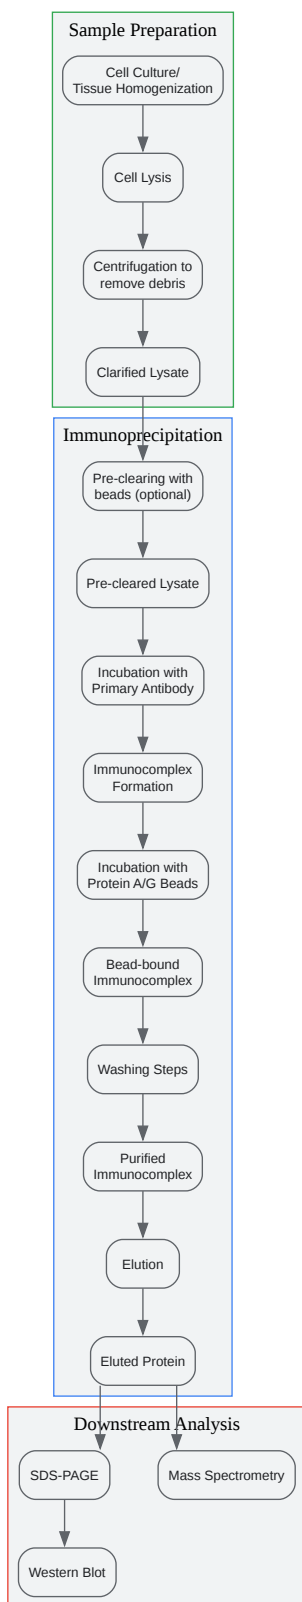 Sample Preparation
Cell Culture/
Tissue Homogenization
Cell Lysis
Centrifugation to
remove debris
Clarified Lysate
Immunoprecipitation
Pre-clearing with
beads (optional)
Pre-cleared Lysate
Incubation with
Primary Antibody
Immunocomplex
Formation
Incubation with
Protein A/G Beads
Bead-bound
Immunocomplex
Washing Steps
Purified
Immunocomplex
Elution
Eluted Protein
Downstream Analysis
SDS-PAGE
Mass Spectrometry
Western Blot